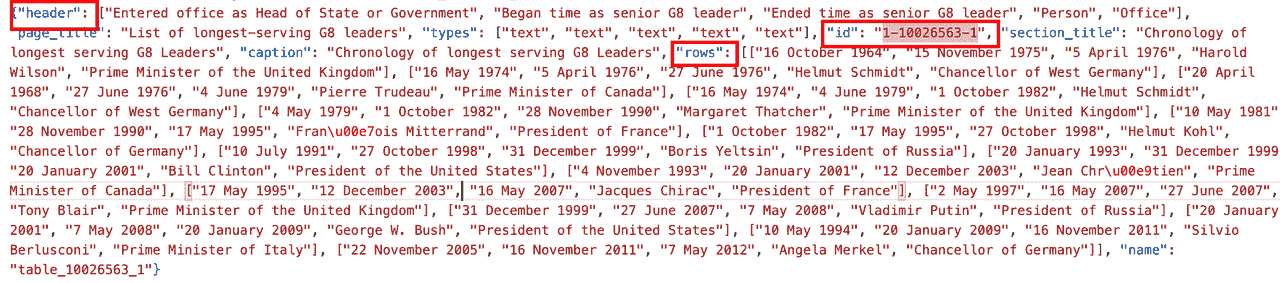 {"header": ["Entered office as Head of State or Government", "Began time as senior G8 leader", "Ended time as senior G8 leader", "Person", "Office"],
"page_title": "List of longest-serving G8 leaders", "types": ["text", "text", "text", "text", "text"], "id": "1-10026563-1", "section_title": "Chronology of
longest serving G8 Leaders", "caption": "Chronology of longest serving G8 Leaders", "rows": [["16 October 1964", "15 November 1975", "5 April 1976", "Harold
Wilson", "Prime Minister of the United Kingdom"], ["16 May 1974", "5 April 1976", "27 June 1976", "Helmut Schmidt", "Chancellor of West Germany"], ["20 April
1968", "27 June 1976", "4 June 1979", "Pierre Trudeau", "Prime Minister of Canada"], ["16 May 1974", "4 June 1979", "1 October 1982", "Helmut Schmidt",
"Chancellor of West Germany"], ["4 May 1979", "1 October 1982", "28 November 1990", "Margaret Thatcher", "Prime Minister of the United Kingdom"], ["10 May 1981"
"28 November 1990", "17 May 1995", "Fran\u00e7ois Mitterrand", "President of France"], ["1 October 1982", "17 May 1995", "27 October 1998", "Helmut Kohl",
"Chancellor of Germany"], ["10 July 1991", "27 October 1998", "31 December 1999", "Boris Yeltsin", "President of Russia"], ["20 January 1993", "31 December 1999
"20 January 2001", "Bill Clinton", "President of the United States"], ["4 November 1993", "20 January 2001", "12 December 2003", "Jean Chr\u00e9tien", "Prime
Minister of Canada"], ["17 May 1995", "12 December 2003", "16 May 2007", "Jacques Chirac", "President of France"], ["2 May 1997", "16 May 2007", "27 June 2007",
"Tony Blair", "Prime Minister of the United Kingdom"], ["31 December 1999", "27 June 2007", "7 May 2008", "Vladimir Putin", "President of Russia"], ["20 January
2001", "7 May 2008", "20 January 2009", "George W. Bush", "President of the United States"], ["10 May 1994", "20 January 2009", "16 November 2011", "Silvio
Berlusconi", "Prime Minister of Italy"], ["22 November 2005", "16 November 2011", "7 May 2012", "Angela Merkel", "Chancellor of Germany"]], "name":
"table_10026563_1"}